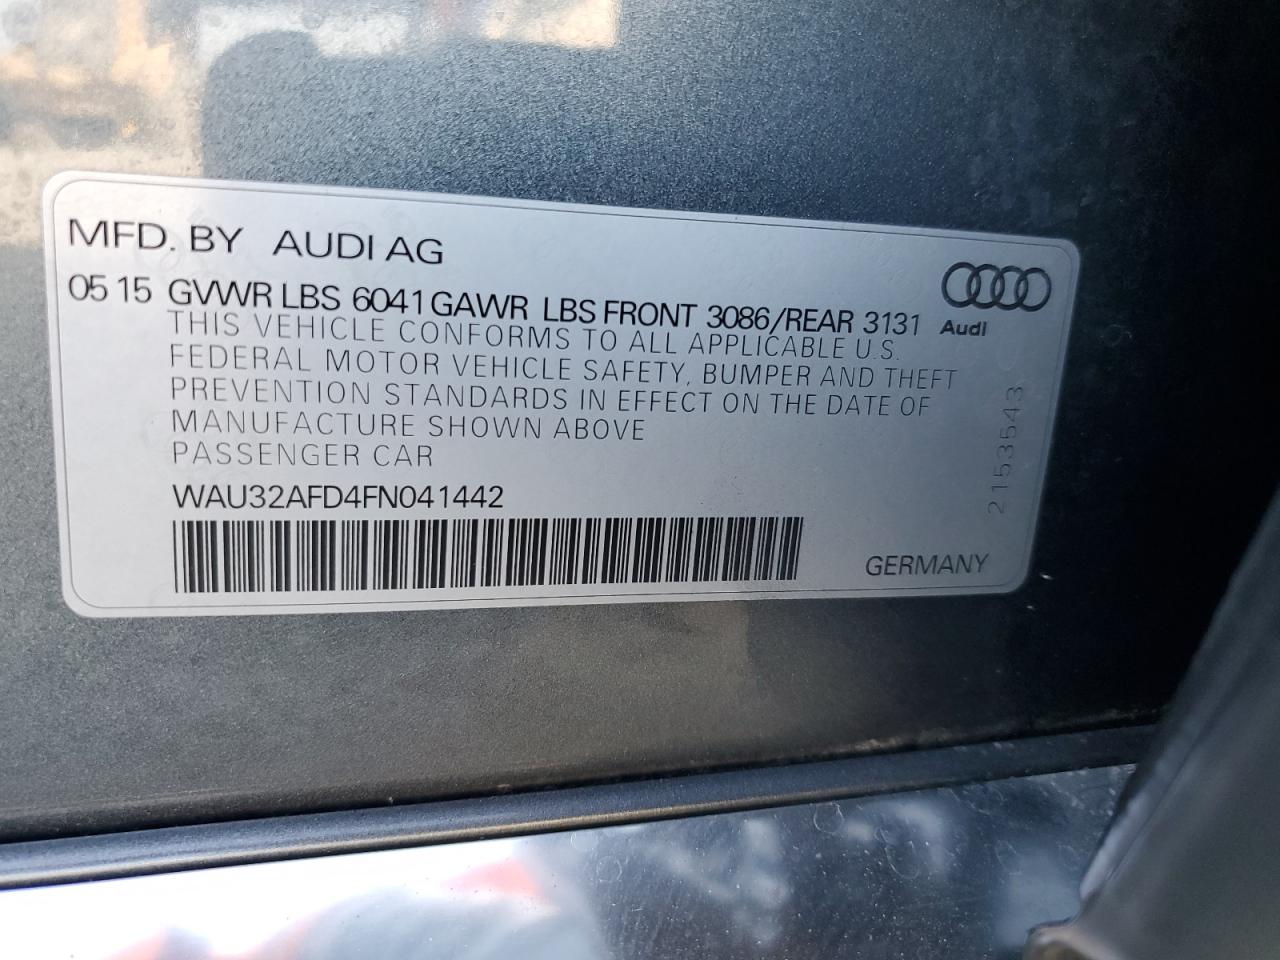 MFD. BY AUDI AG
05 15 GVWR LBS 6041 GAWR LBS FRONT 3086/REAR 3131
THIS VEHICLE CONFORMS TO ALL APPLICABLE U.S.
FEDERAL MOTOR VEHICLE SAFETY, BUMPER AND THEFT
PREVENTION STANDARDS IN EFFECT ON THE DATE OF
MANUFACTURE SHOWN ABOVE
PASSENGER CAR
WAU32AFD4FN041442
Audi
2153543
GERMANY